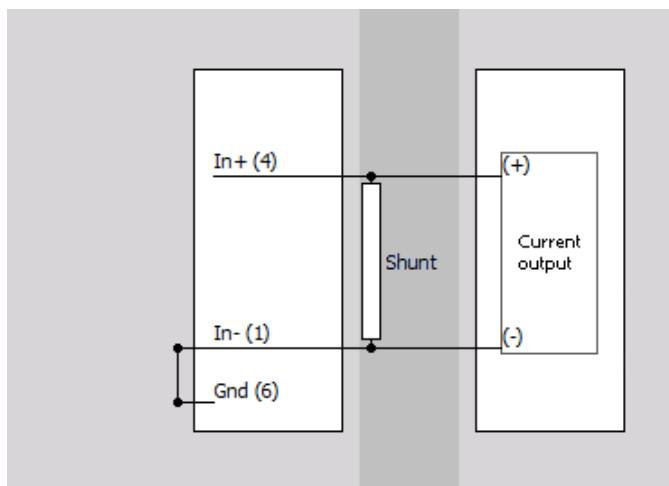 In+ (4)
(+)
Current
output
Shunt
In- (1)
(-)
Gnd (6)